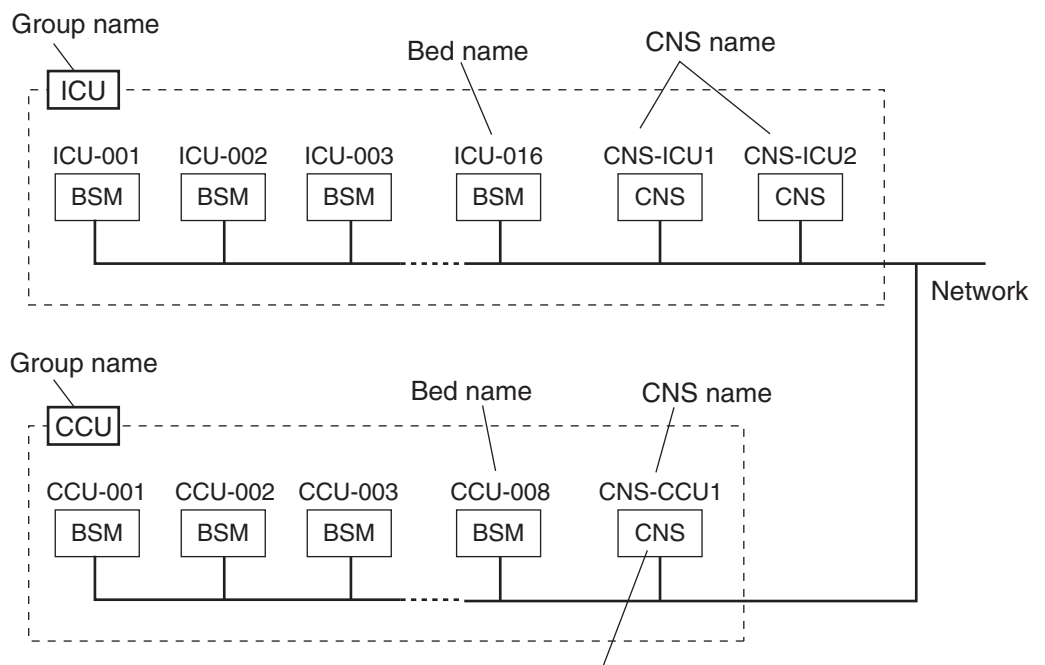 Group name
Bed name
CNS name
ICU
ICU-001 ICU-002 ICU-003 ICU-016 CNS-ICU1 CNS-ICU2
BSM BSM BSM BSM CNS CNS
Network
Group name
Bed name
CNS name
CCU
CCU-001 CCU-002 CCU-003 CCU-008 CNS-CCU1
BSM BSM BSM BSM CNS